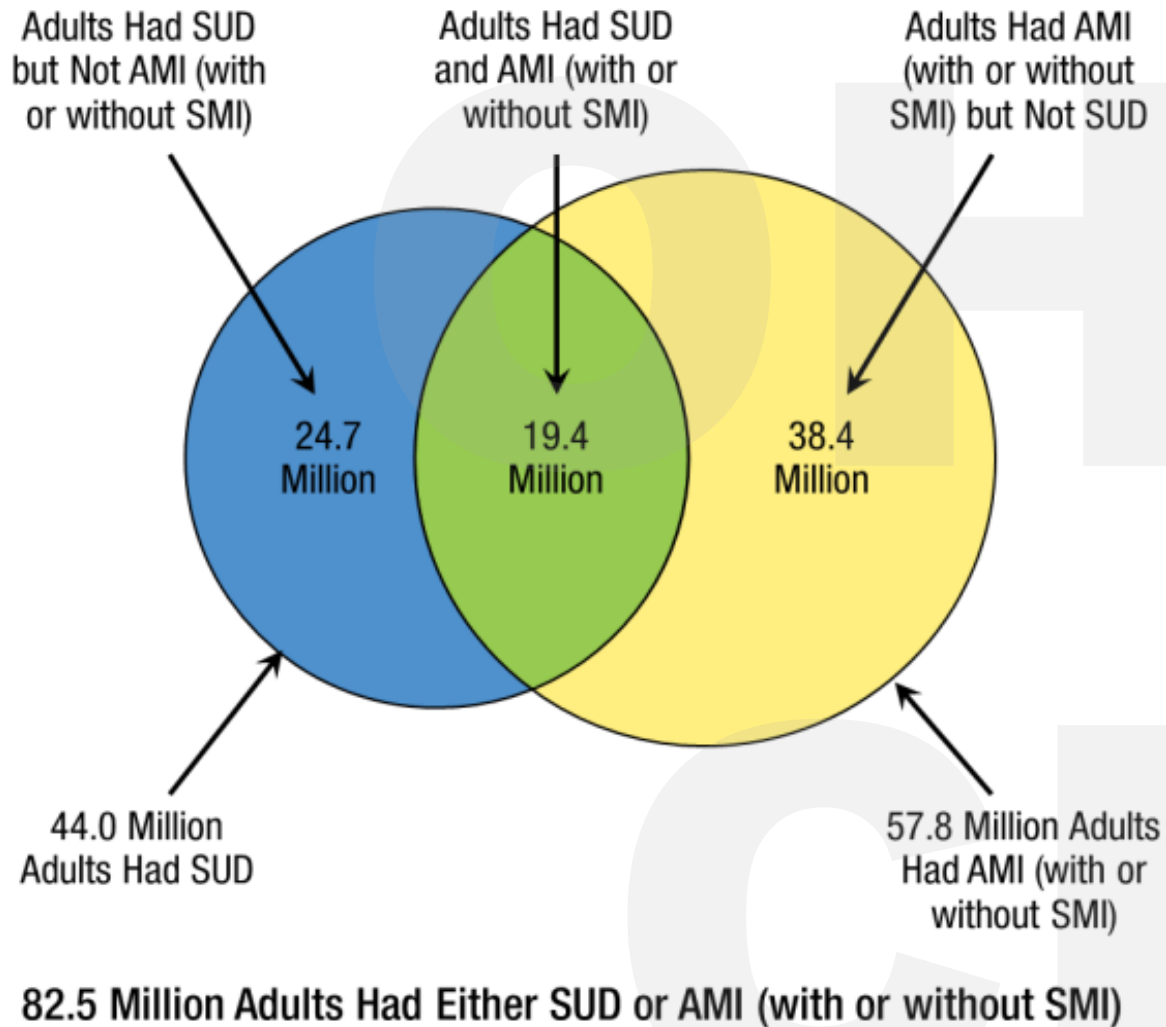 Adults Had SUD
but Not AMI (with
or without SMI)
Adults Had SUD
and AMI (with or
without SMI)
Adults Had AMI
(with or without
SMI) but Not SUD
24.7
Million
19.4
Million
38.4
Million
44.0 Million
Adults Had SUD
57.8 Million Adults
Had AMI (with or
without SMI)
82.5 Million Adults Had Either SUD or AMI (with or without SMI)